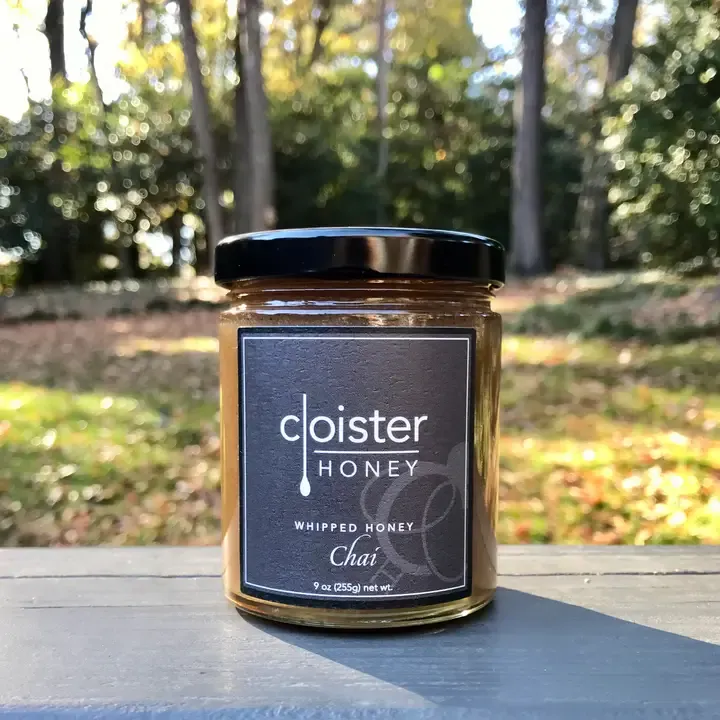 cloister
HONEY
WHIPPED HONEY
Chai
9 oz (255g) net wt.